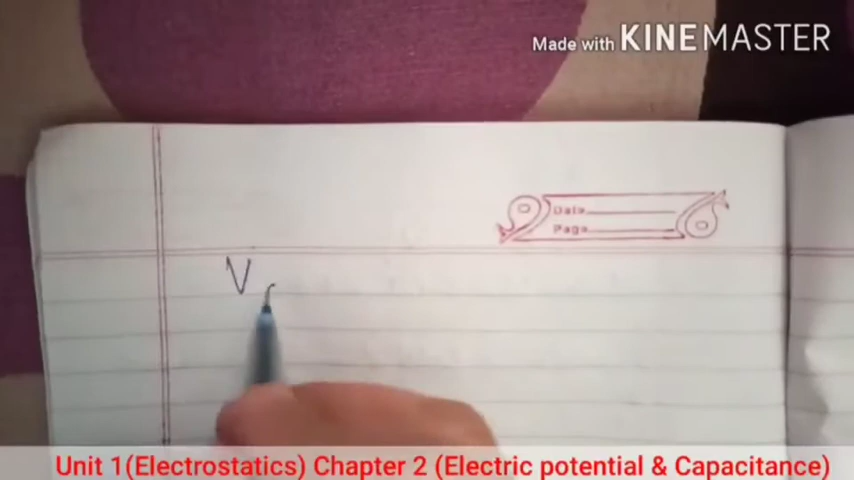 Made with KINEMASTER
Date
Page
V
Unit 1(Electrostatics) Chapter 2 (Electric potential & Capacitance)